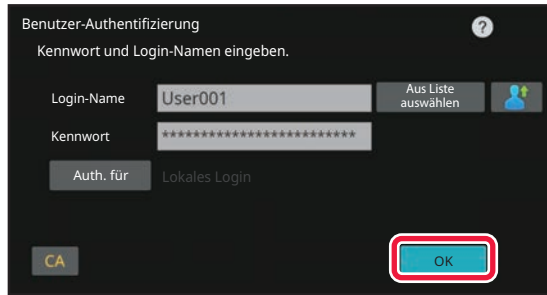 Benutzer-Authentifizierung
?
Kennwort und Login-Namen eingeben.
Login-Name
User001
Aus Liste
auswählen
Kennwort
**************************
Auth. für
Lokales Login
CA
OK